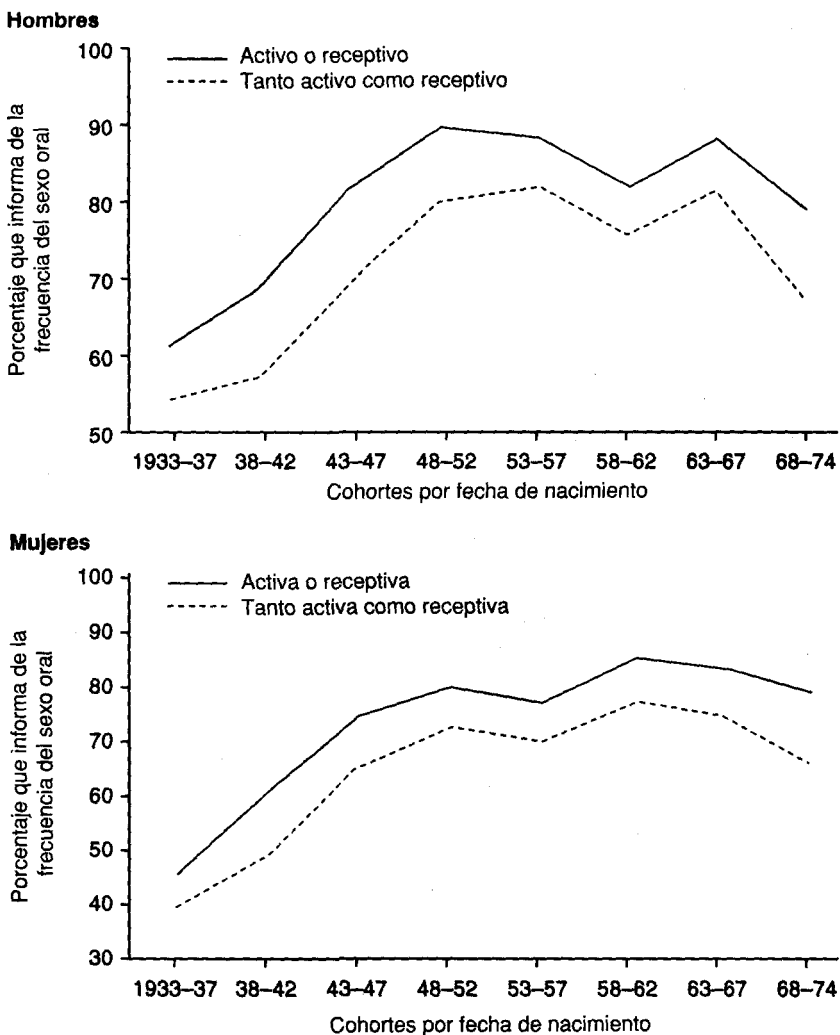 Hombres
Porcentaje que informa de la
frecuencia del sexo oral
100
90
80
70
60
50
Activo o receptivo
Tanto activo como receptivo
1933–37 38–42 43–47 48–52 53–57 58–62 63–67 68–74
Cohortes por fecha de nacimiento
Mujeres
Porcentaje que informa de la
frecuencia del sexo oral
100
90
80
70
60
50
40
30
Activa o receptiva
Tanto activa como receptiva
1933–37 38–42 43–47 48–52 53–57 58–62 63–67 68–74
Cohortes por fecha de nacimiento